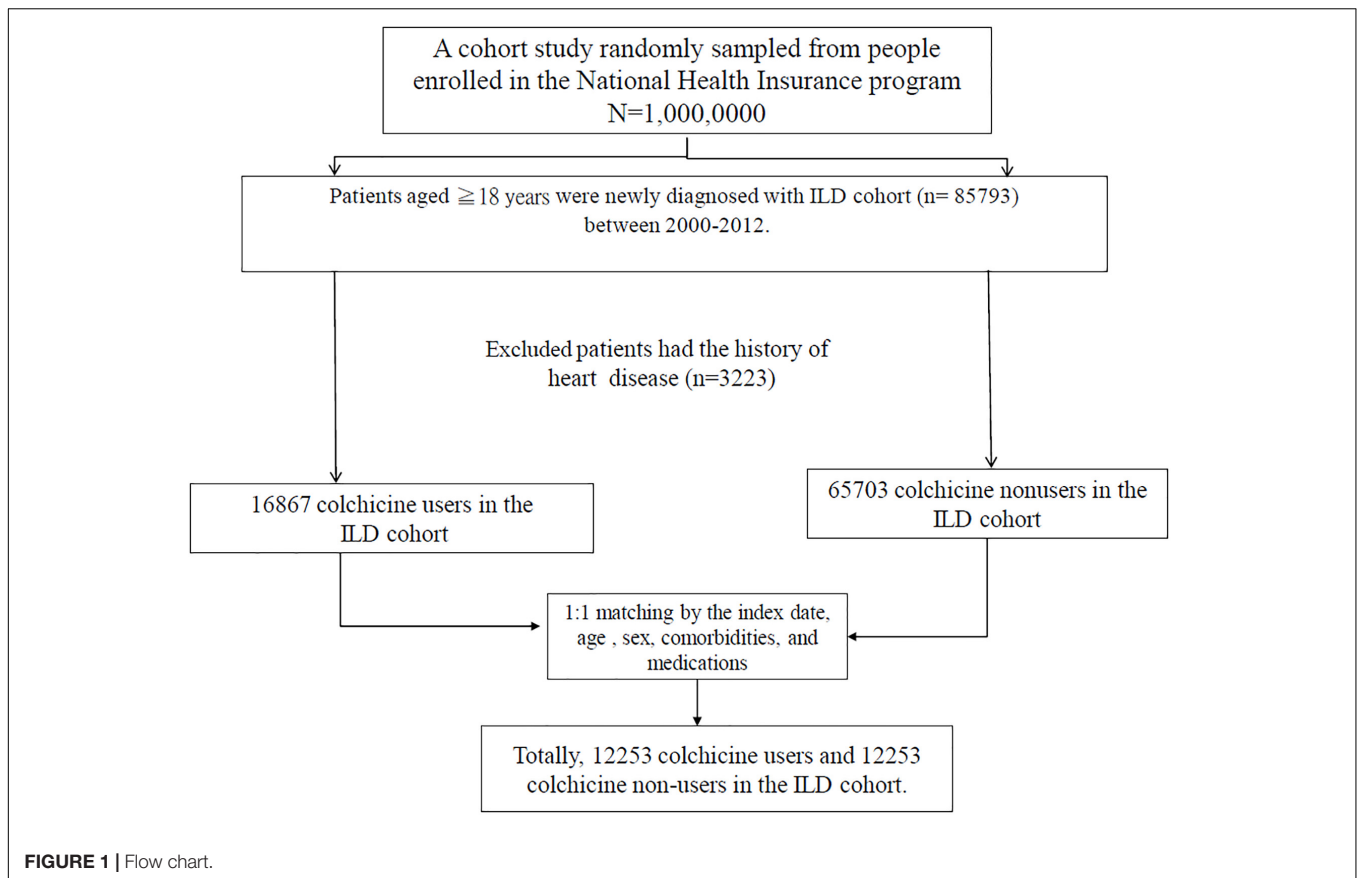 A cohort study randomly sampled from people
enrolled in the National Health Insurance program
N=1,000,0000
Patients aged ≧18 years were newly diagnosed with ILD cohort (n= 85793)
between 2000-2012.
Excluded patients had the history of
heart disease (n=3223)
16867 colchicine users in the
ILD cohort
65703 colchicine nonusers in the
ILD cohort
1:1 matching by the index date,
age , sex, comorbidities, and
medications
Totally, 12253 colchicine users and 12253
colchicine non-users in the ILD cohort.
FIGURE 1 | Flow chart.